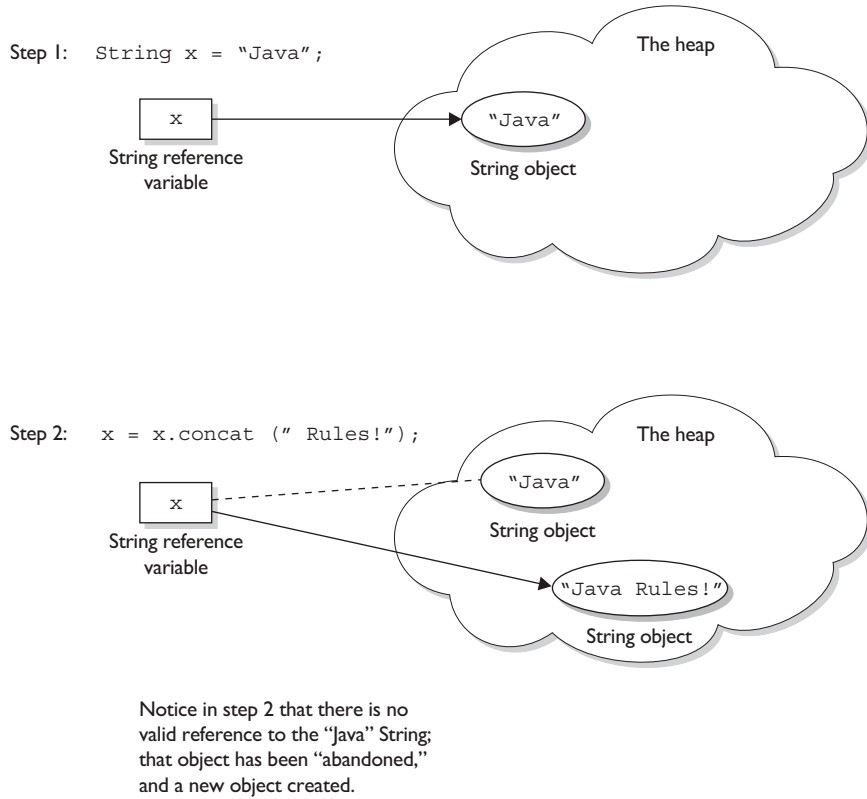 Step 1: String x = “Java”;
The heap
x
“Java”
String reference
variable
String object
Step 2: x = x.concat (” Rules!”);
The heap
x
“Java”
String reference
variable
String object
“Java Rules!”
String object
Notice in step 2 that there is no
valid reference to the “Java” String;
that object has been “abandoned,”
and a new object created.